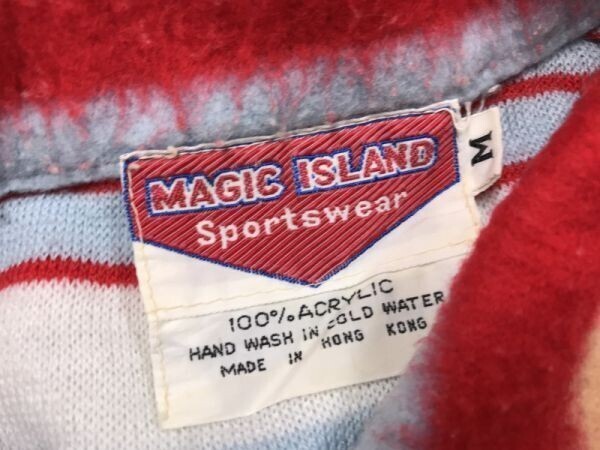 MAGIC ISLAND
Sportswear
M
100% ACRYLIC
HAND WASH IN COLD WATER
MADE IN HONG KONG